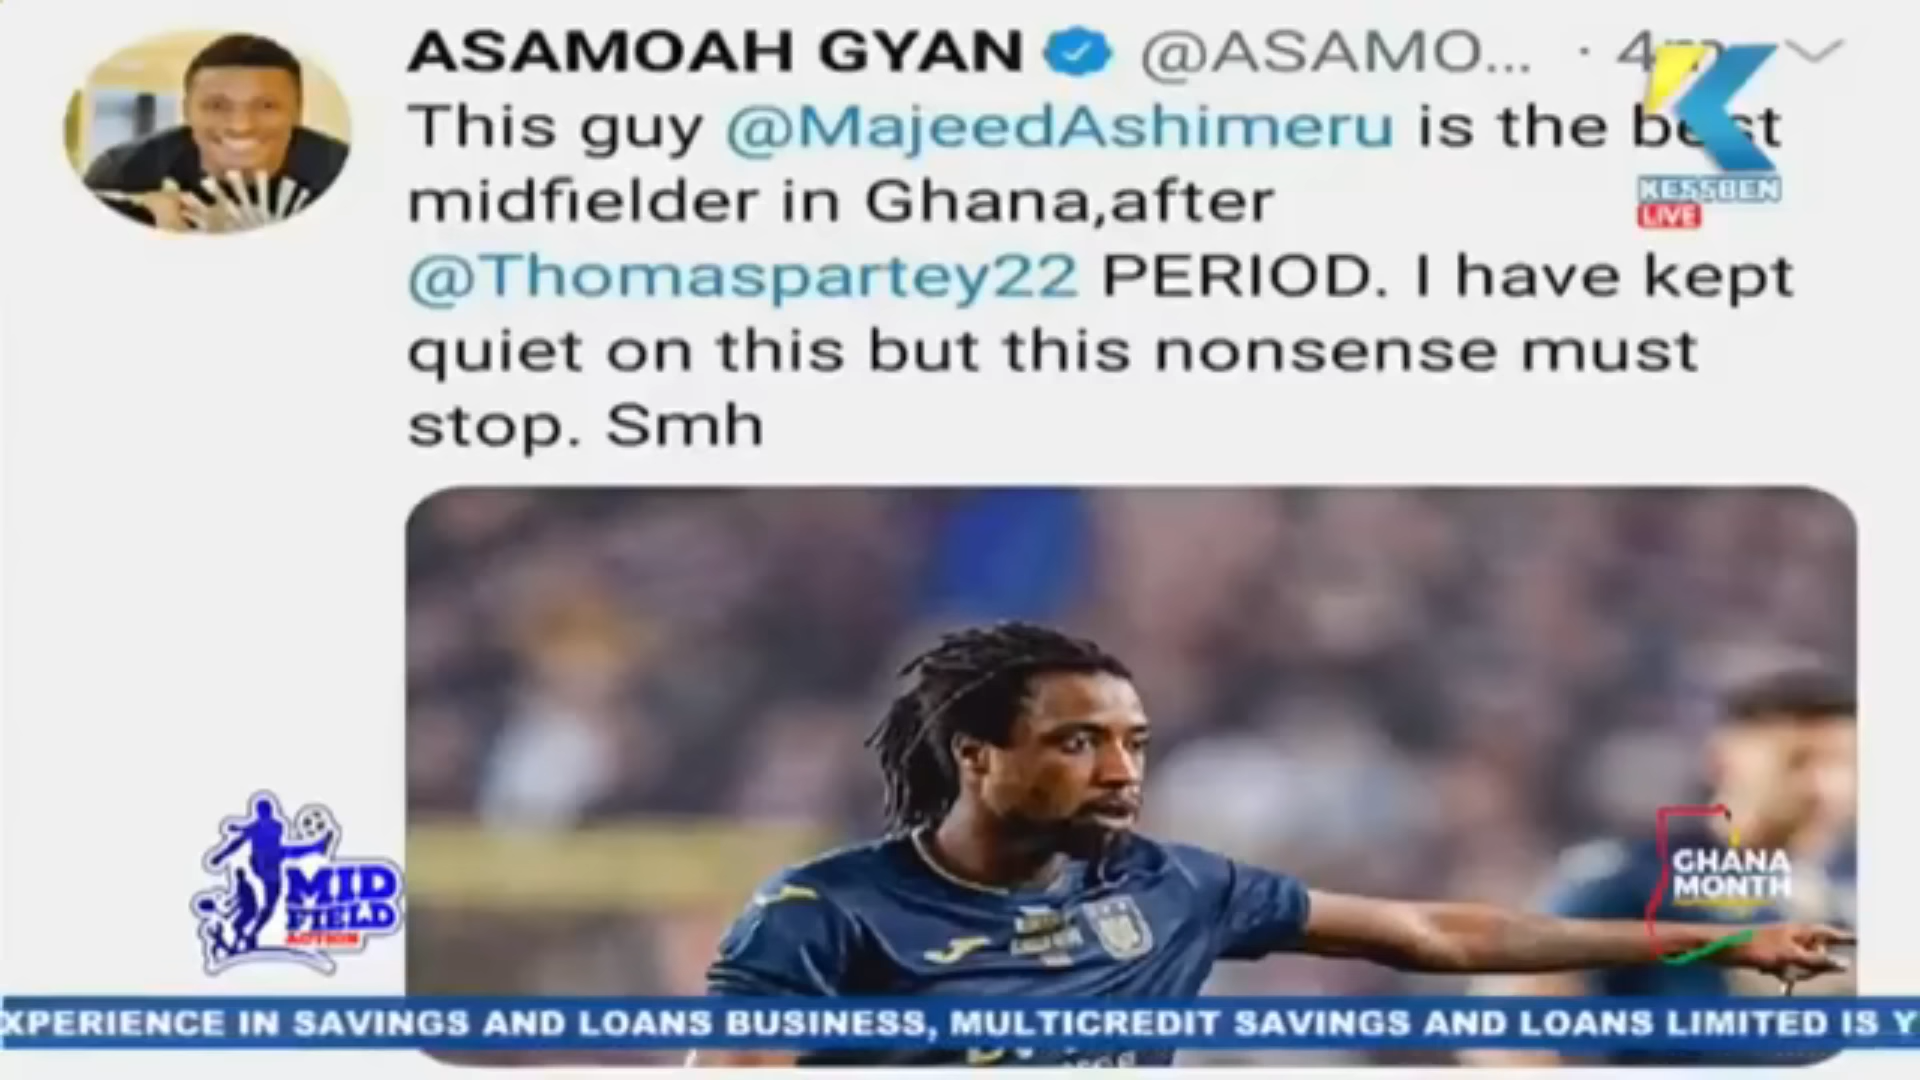 ASAMOAH GYAN @ASAMO... ·
This guy @MajeedAshimeru is the best
midfielder in Ghana,after
@Thomaspartey22 PERIOD. I have kept
quiet on this but this nonsense must
stop. Smh
KESSBEN
LIVE
MID
FIELD
ACTION
GHANA
MONTH
XPERIENCE IN SAVINGS AND LOANS BUSINESS, MULTICREDIT SAVINGS AND LOANS LIMITED IS Y